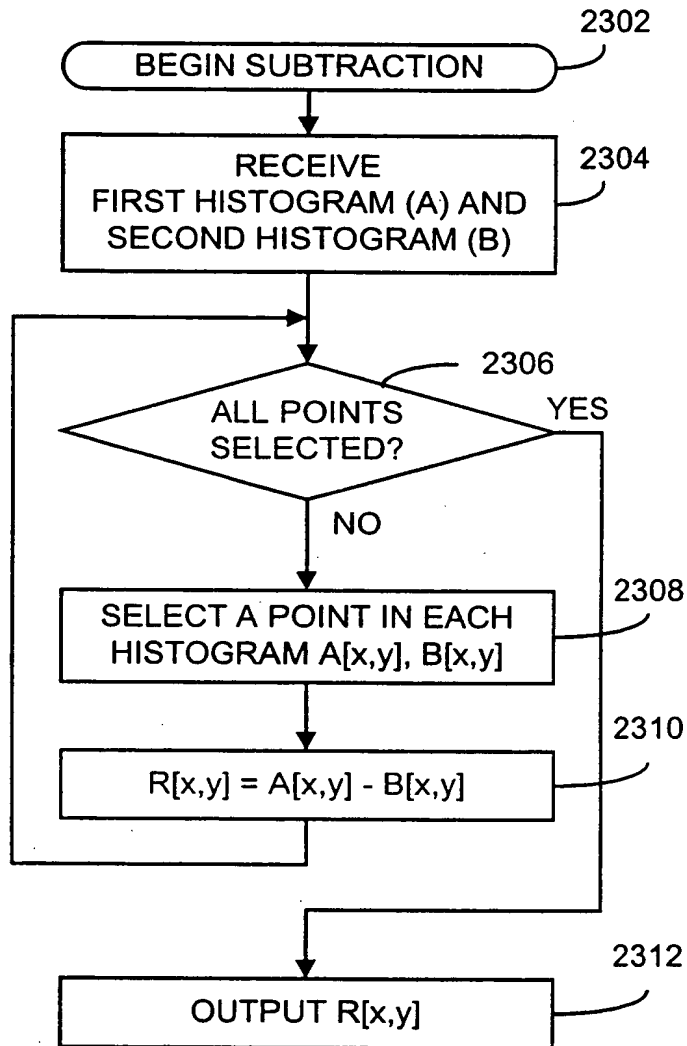 2302
BEGIN SUBTRACTION
2304
RECEIVE
FIRST HISTOGRAM (A) AND
SECOND HISTOGRAM (B)
2306
ALL POINTS
SELECTED?
YES
NO
2308
SELECT A POINT IN EACH
HISTOGRAM A[x,y], B[x,y]
2310
R[x,y] = A[x,y] - B[x,y]
2312
OUTPUT R[x,y]